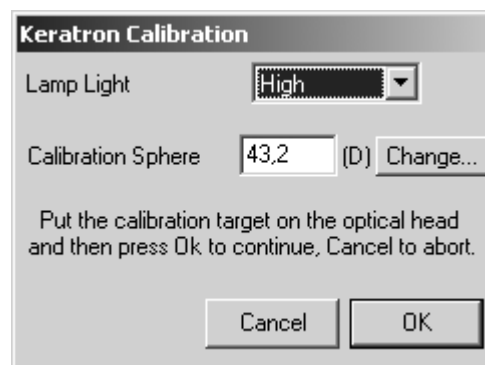 Keratron Calibration
Lamp Light High
Calibration Sphere 43,2 (D) Change...
Put the calibration target on the optical head
and then press Ok to continue, Cancel to abort.
Cancel OK